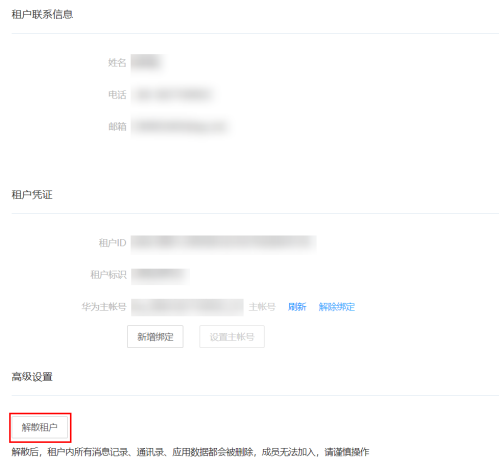 租户联系信息
姓名
电话
邮箱
租户凭证
租户ID
租户标识
华为主帐号 主帐号 刷新 解除绑定
新增绑定 设置主帐号
高级设置
解散租户
解散后，租户内所有消息记录、通讯录、应用数据都会被删除，成员无法加入，请谨慎操作